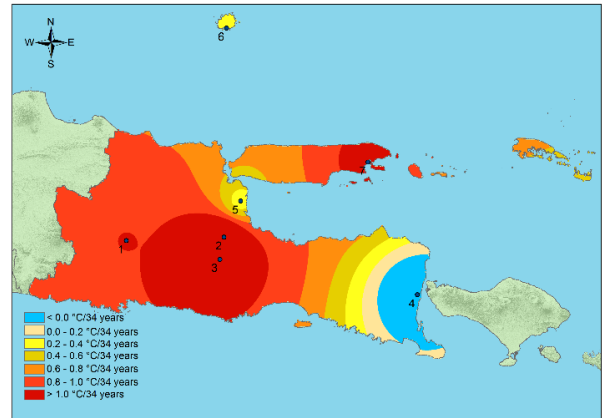 N
W E
S
6
7
5
2
1
3
4
< 0.0 °C/34 years
0.0 - 0.2 °C/34 years
0.2 - 0.4 °C/34 years
0.4 - 0.6 °C/34 years
0.6 - 0.8 °C/34 years
0.8 - 1.0 °C/34 years
> 1.0 °C/34 years